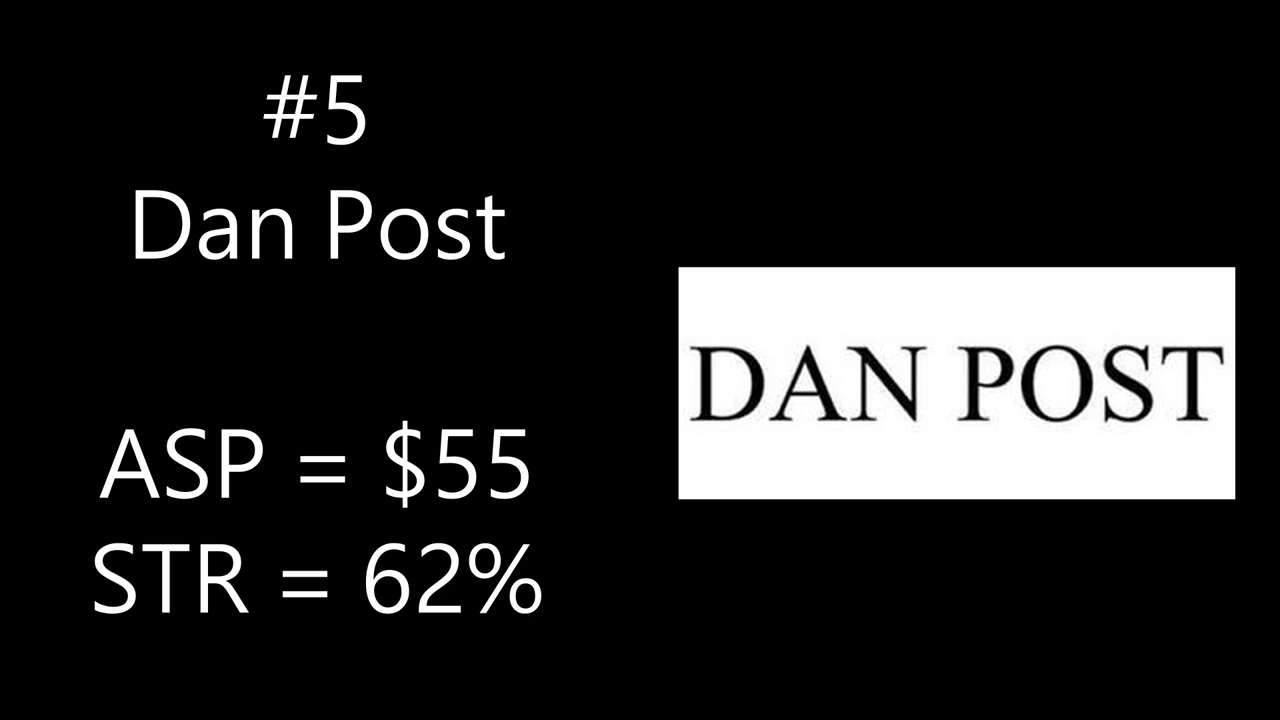 #5
Dan Post
ASP = $55
STR = 62%
DAN POST